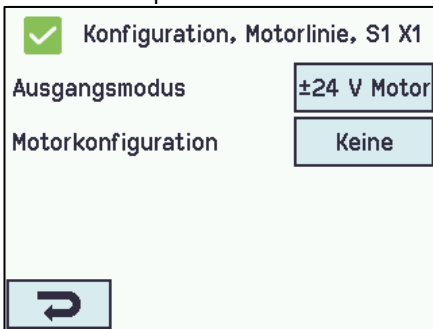 Konfiguration, Motorlinie, S1 X1
Ausgangsmodus ±24 V Motor
Motorkonfiguration Keine